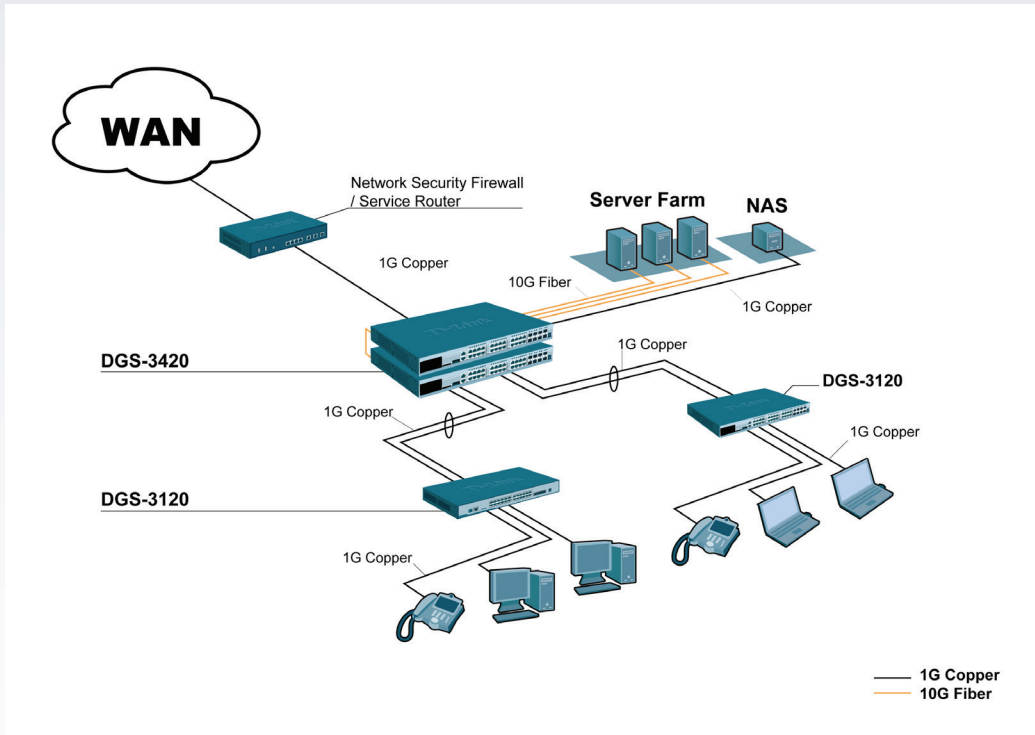 WAN
Network Security Firewall
/ Service Router
Server Farm
NAS
1G Copper
10G Fiber
1G Copper
DGS-3420
1G Copper
DGS-3120
1G Copper
1G Copper
DGS-3120
1G Copper
1G Copper
10G Fiber